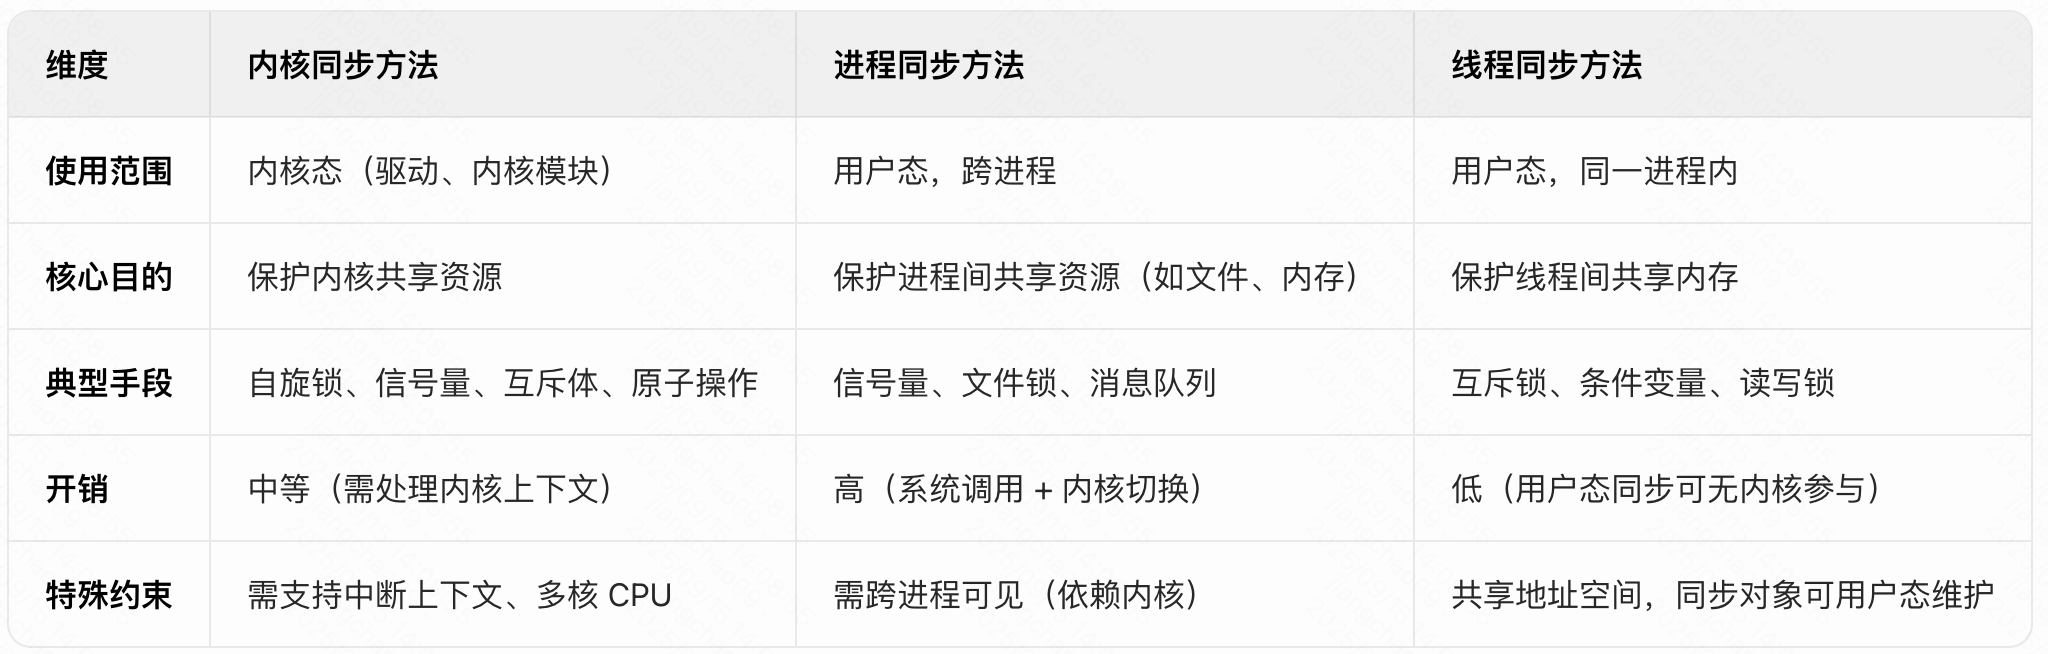 维度 内核同步方法 进程同步方法 线程同步方法
使用范围 内核态（驱动、内核模块） 用户态，跨进程 用户态，同一进程内
核心目的 保护内核共享资源 保护进程间共享资源（如文件、内存） 保护线程间共享内存
典型手段 自旋锁、信号量、互斥体、原子操作 信号量、文件锁、消息队列 互斥锁、条件变量、读写锁
开销 中等（需处理内核上下文） 高（系统调用 + 内核切换） 低（用户态同步可无内核参与）
特殊约束 需支持中断上下文、多核 CPU 需跨进程可见（依赖内核） 共享地址空间，同步对象可用户态维护